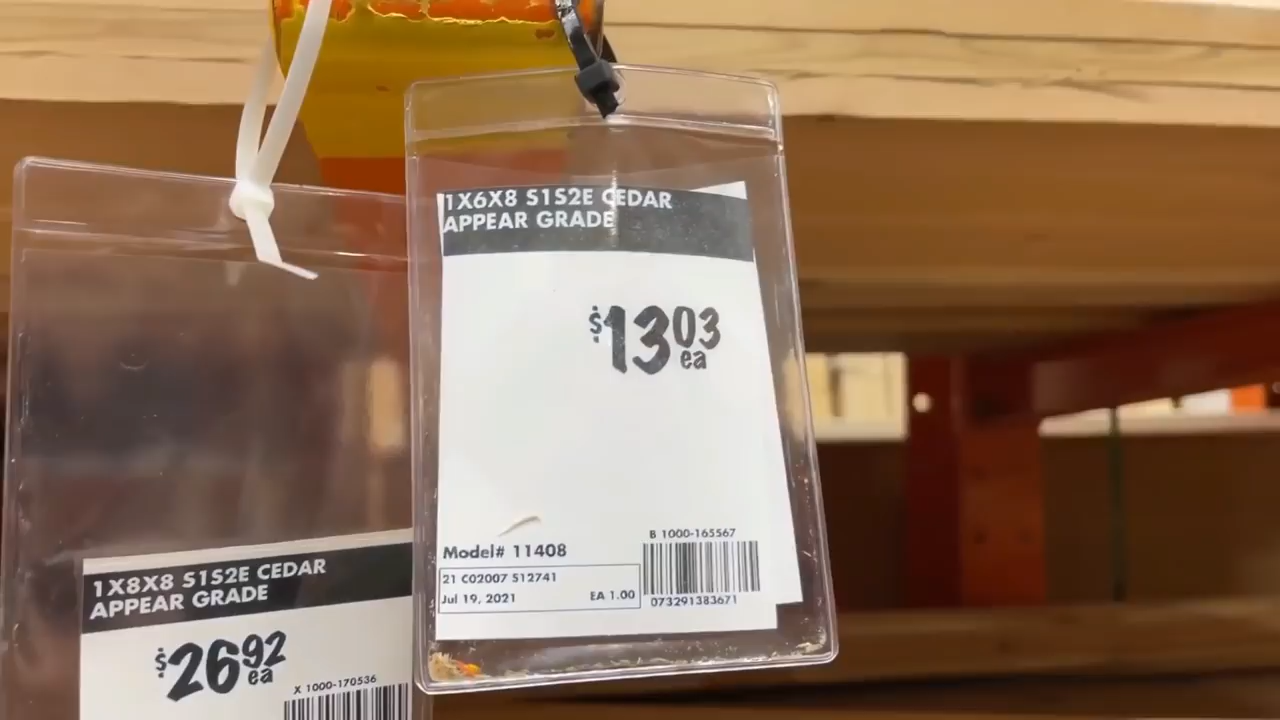 1X6X8 S1S2E CEDAR
APPEAR GRADE
$13 03
ea
B 1000-165567
Model# 11408
21 C02007 512741
Jul 19, 2021 EA 1.00
073291383671
1X8X8 S1S2E CEDAR
APPEAR GRADE
$26 92
ea
X 1000-170536